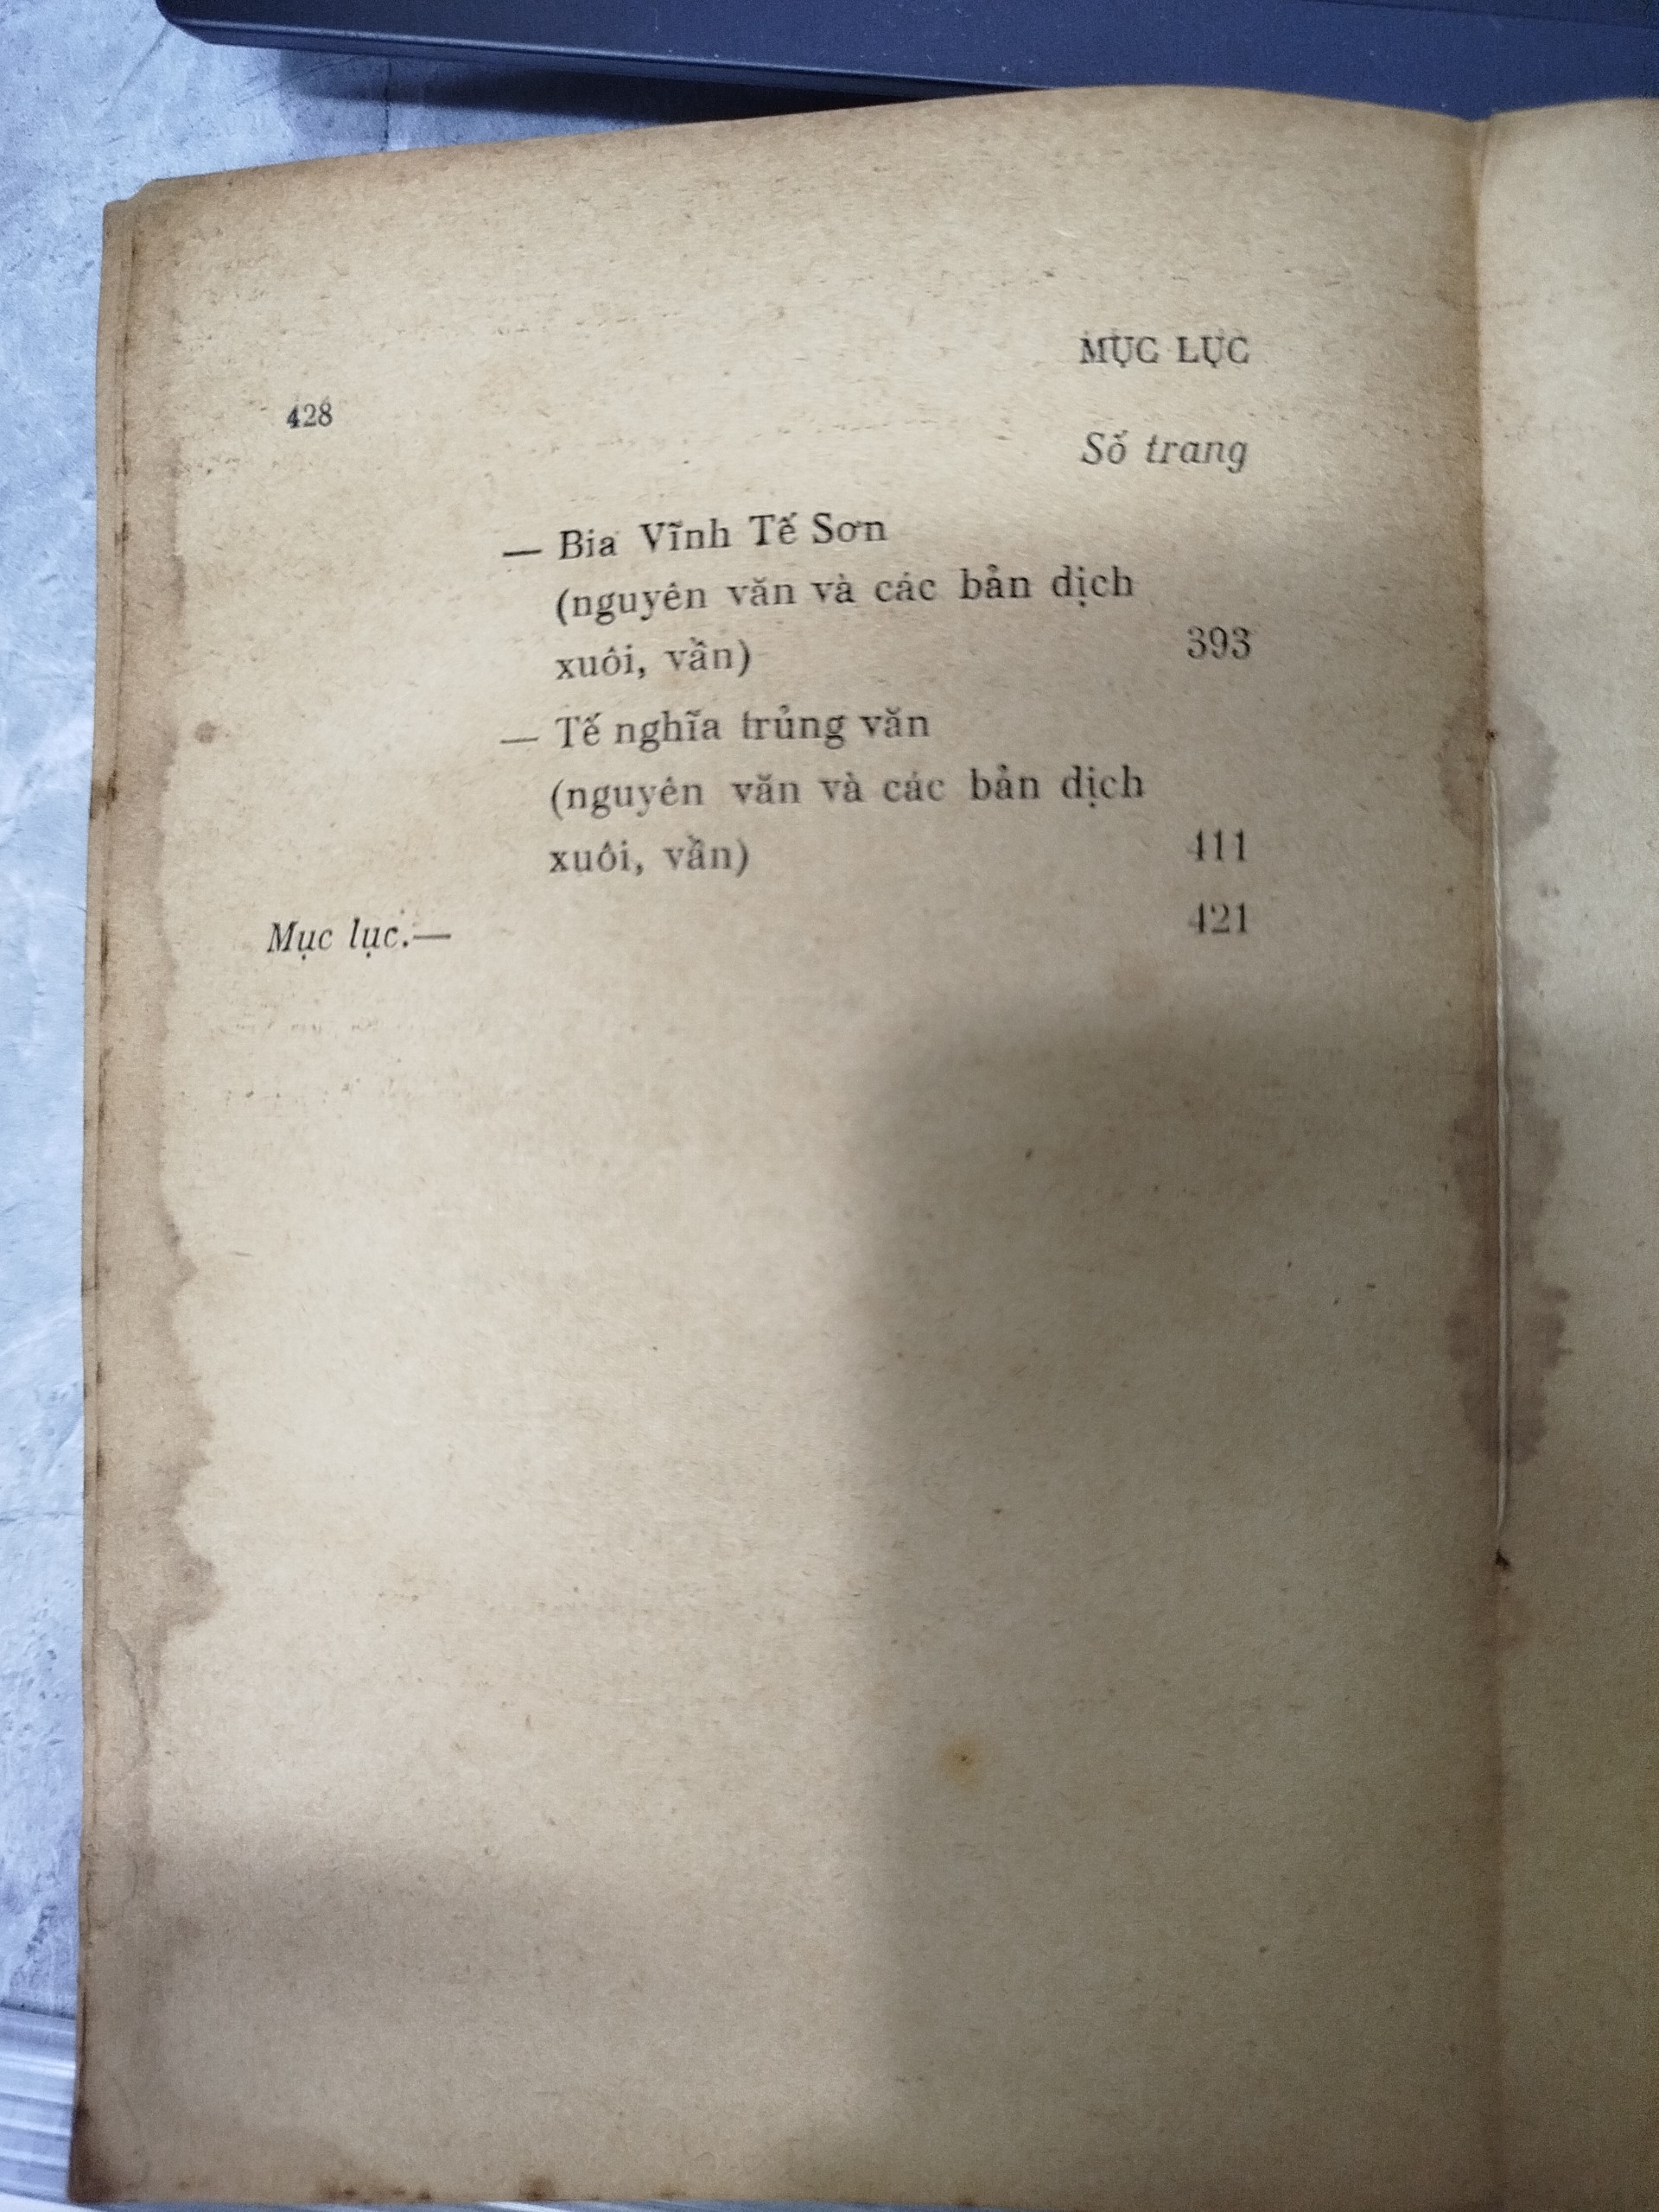 MỤC LỤC
428
Số trang
— Bia Vĩnh Tế Sơn
(nguyên văn và các bản dịch
xuôi, vần) 393
— Tế nghĩa trủng văn
(nguyên văn và các bản dịch
xuôi, vần) 411
Mục lục.— 421